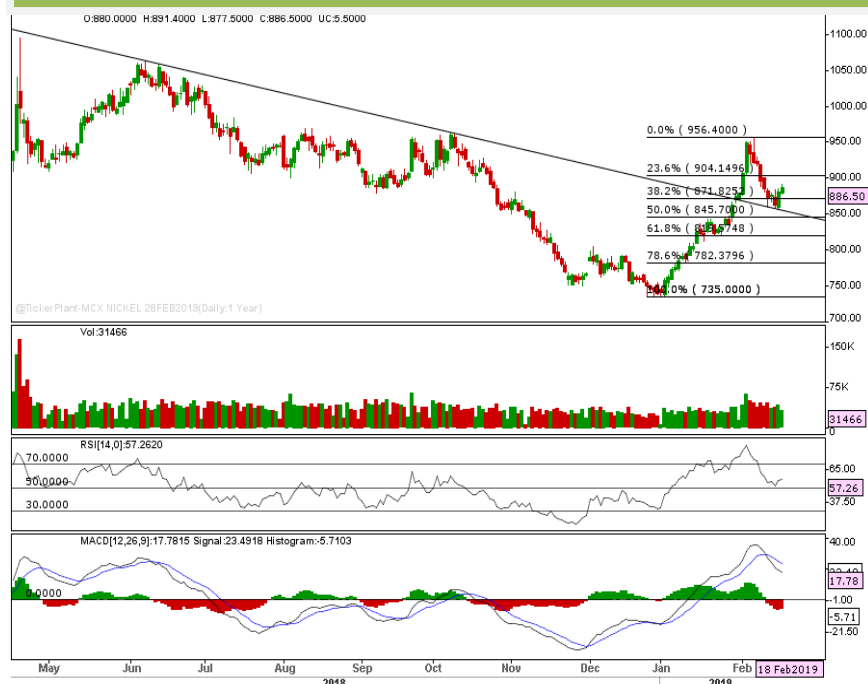 O:880.0000 H:891.4000 L:877.5000 C:886.5000 UC:5.5000
1100.00
1050.00
1000.00
950.00
900.00
886.50
850.00
800.00
750.00
700.00
0.0% ( 956.4000 )
23.6% ( 904.1496 )
38.2% ( 871.8252 )
50.0% ( 845.7000 )
61.8% ( 819.5748 )
78.6% ( 782.3796 )
100.0% ( 735.0000 )
@TickerPlant-MCX NICKEL 28FEB2019(Daily:1 Year)
Vol:31466
150K
75K
31466
0
RSI[14,0]:57.2620
70.0000
50.0000
30.0000
65.00
57.26
37.50
MACD[12,26,9]:17.7815 Signal:23.4918 Histogram:-5.7103
0.0000
40.00
17.78
-1.00
-5.71
-21.50
May Jun Jul Aug Sep Oct Nov Dec Jan Feb 18 Feb2019
2018 2019